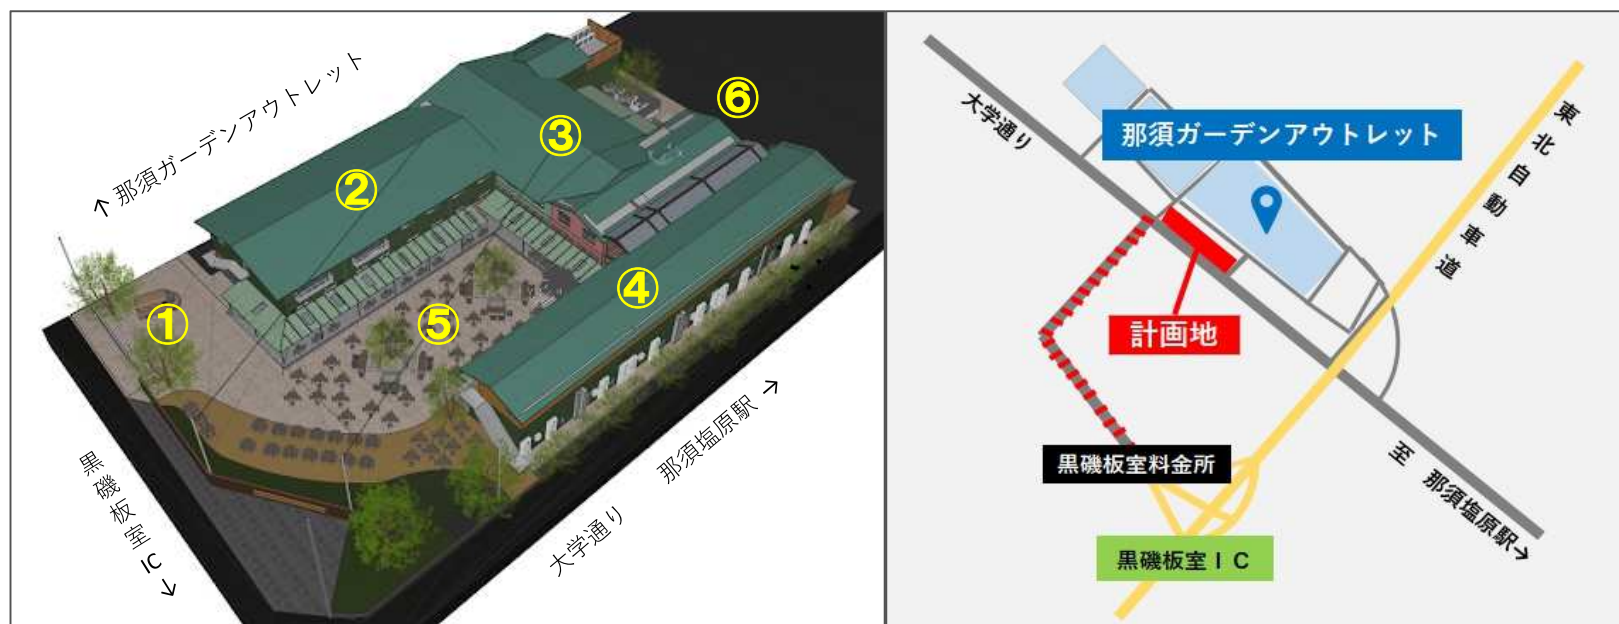 ↑ 那須ガーデンアウトレット
①
②
③
④
⑤
⑥
黒磯板室IC ↓
大学通り
那須塩原駅 →
大学通り
那須ガーデンアウトレット
東北自動車道
計画地
黒磯板室料金所
黒磯板室ＩＣ
至 那須塩原駅→